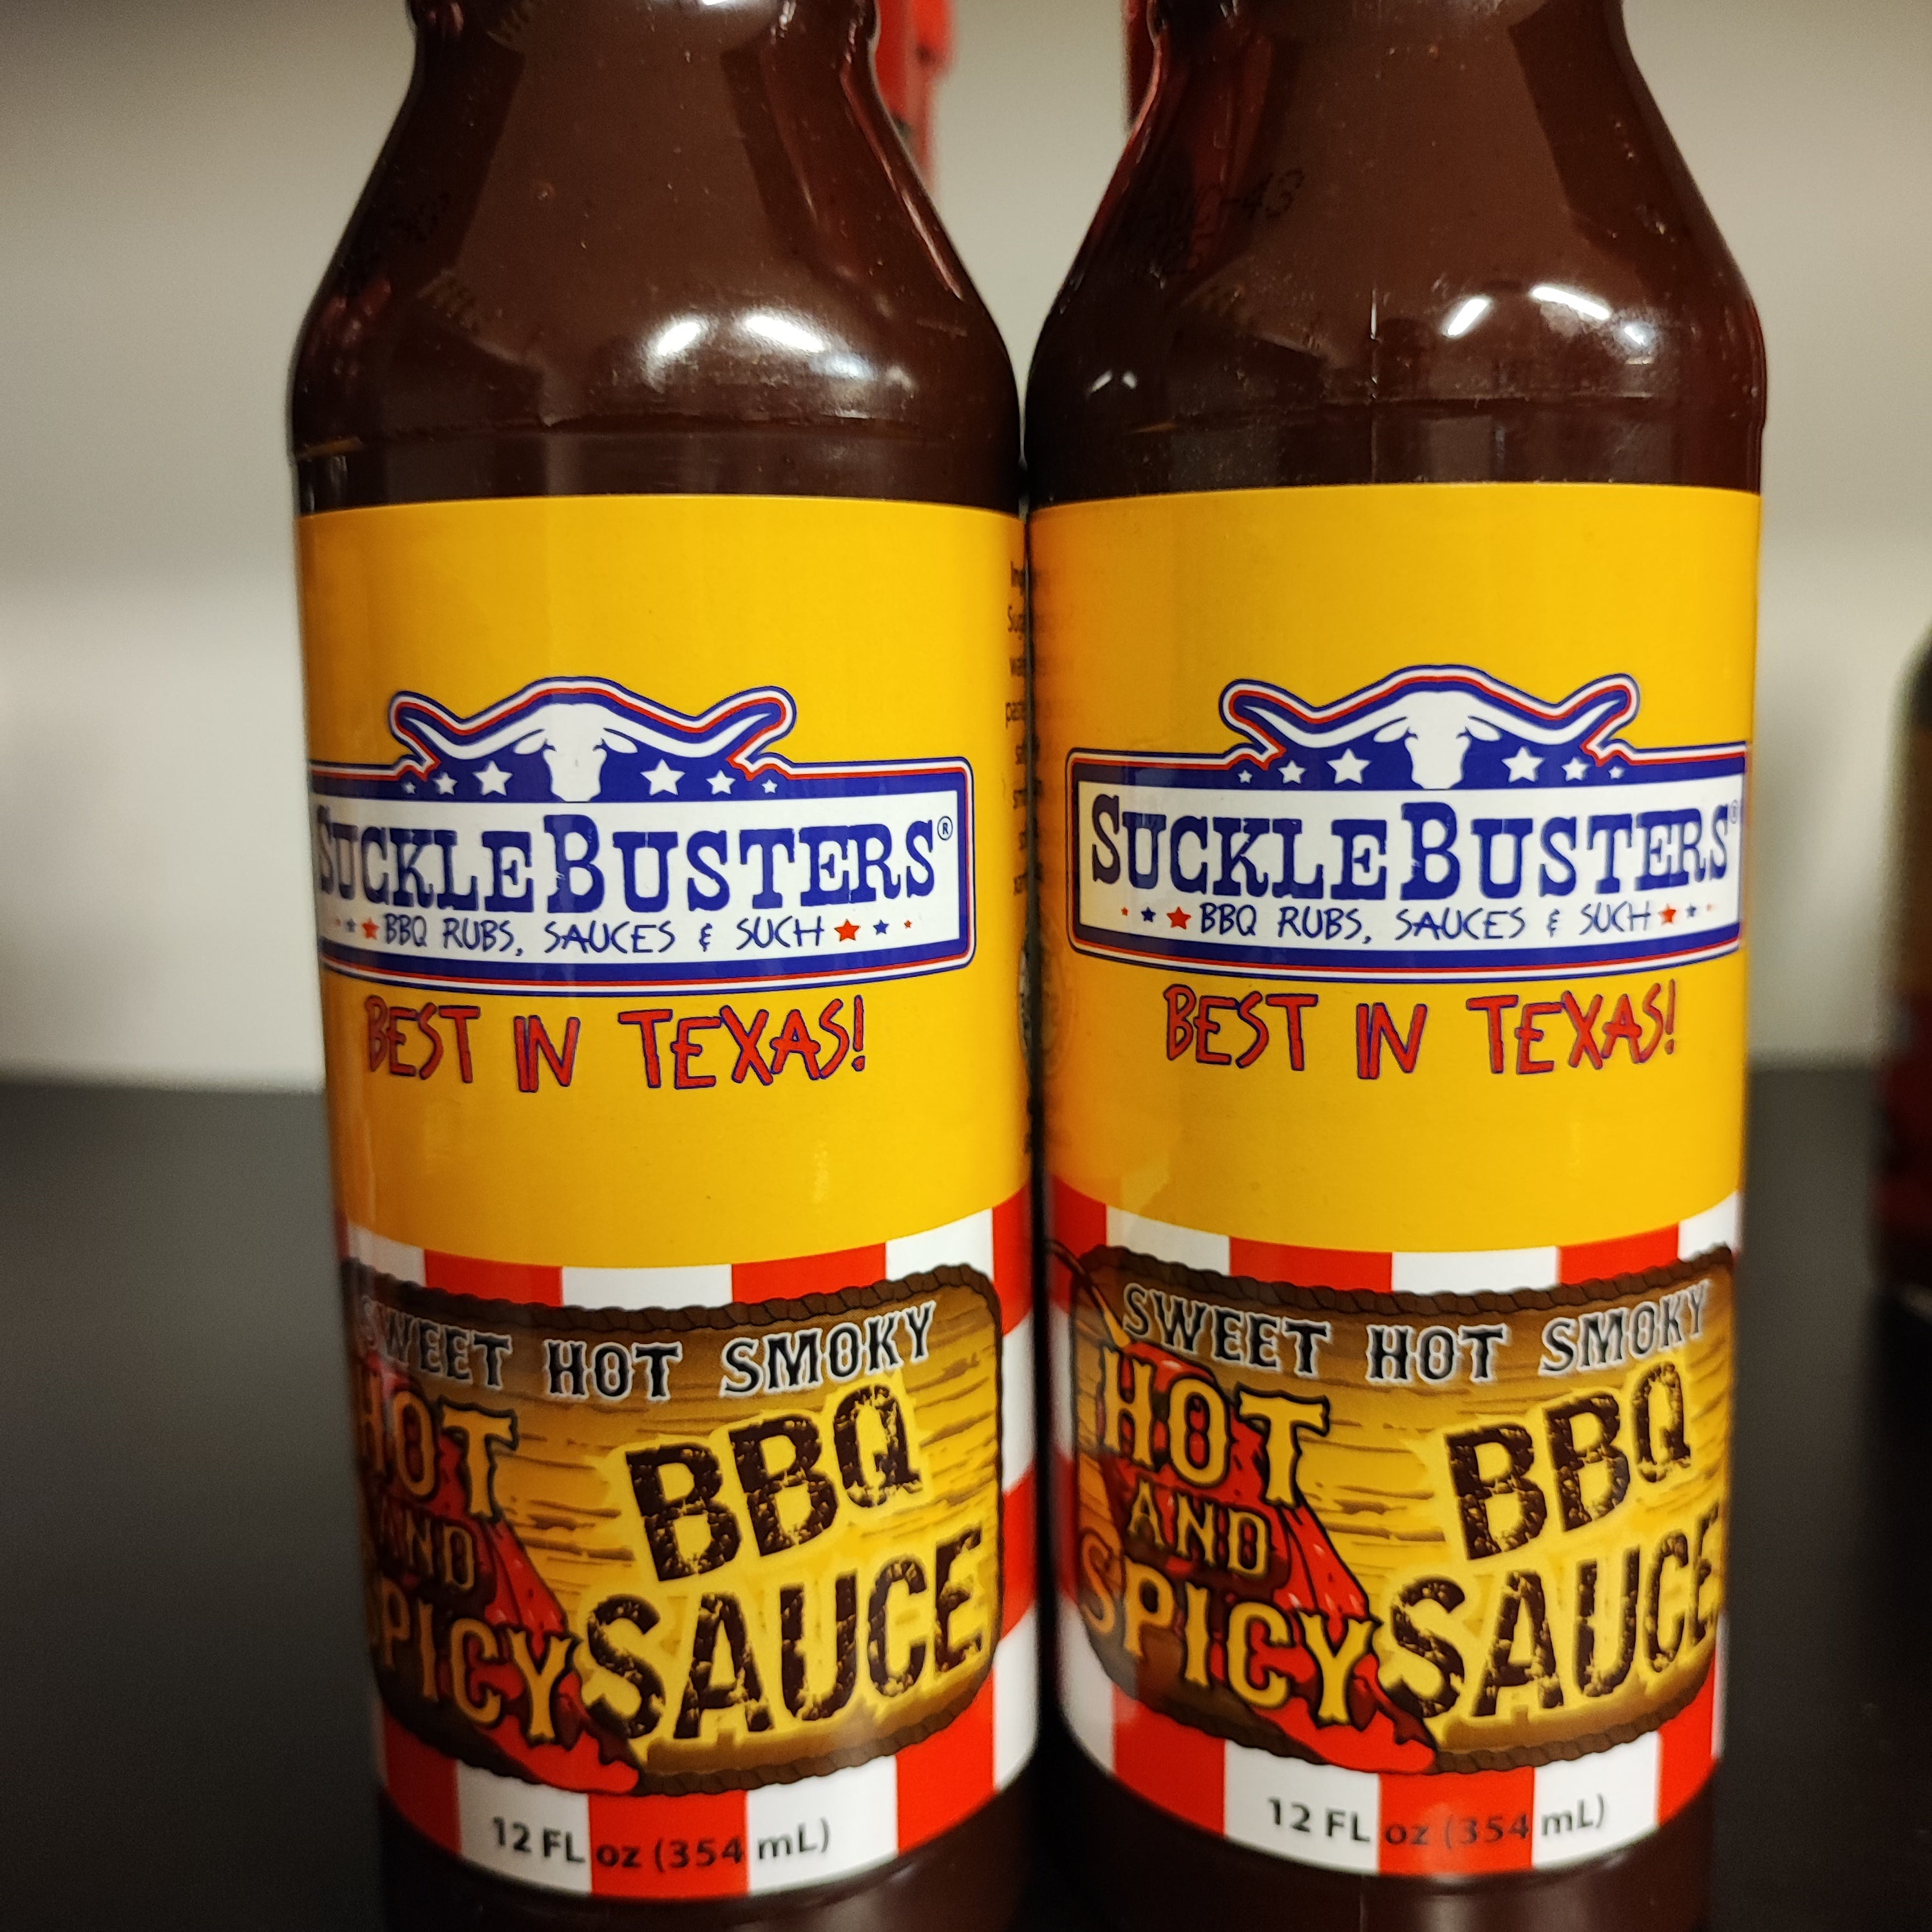 SUCKLEBUSTERS®
BBQ RUBS, SAUCES & SUCH
BEST IN TEXAS!
SWEET HOT SMOKY
HOT
AND
SPICY
BBQ
SAUCE
12 FL oz (354 mL)
SUCKLEBUSTERS®
BBQ RUBS, SAUCES & SUCH
BEST IN TEXAS!
SWEET HOT SMOKY
HOT
AND
SPICY
BBQ
SAUCE
12 FL oz (354 mL)